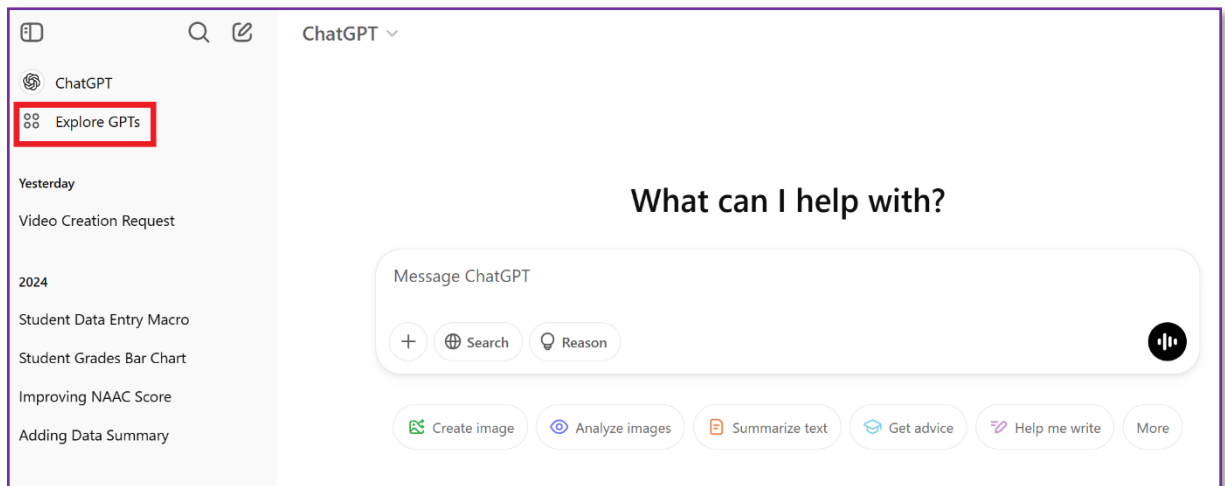 ChatGPT
ChatGPT
Explore GPTs
Yesterday
Video Creation Request
2024
Student Data Entry Macro
Student Grades Bar Chart
Improving NAAC Score
Adding Data Summary
What can I help with?
Message ChatGPT
Search Reason
Create image Analyze images Summarize text Get advice Help me write More